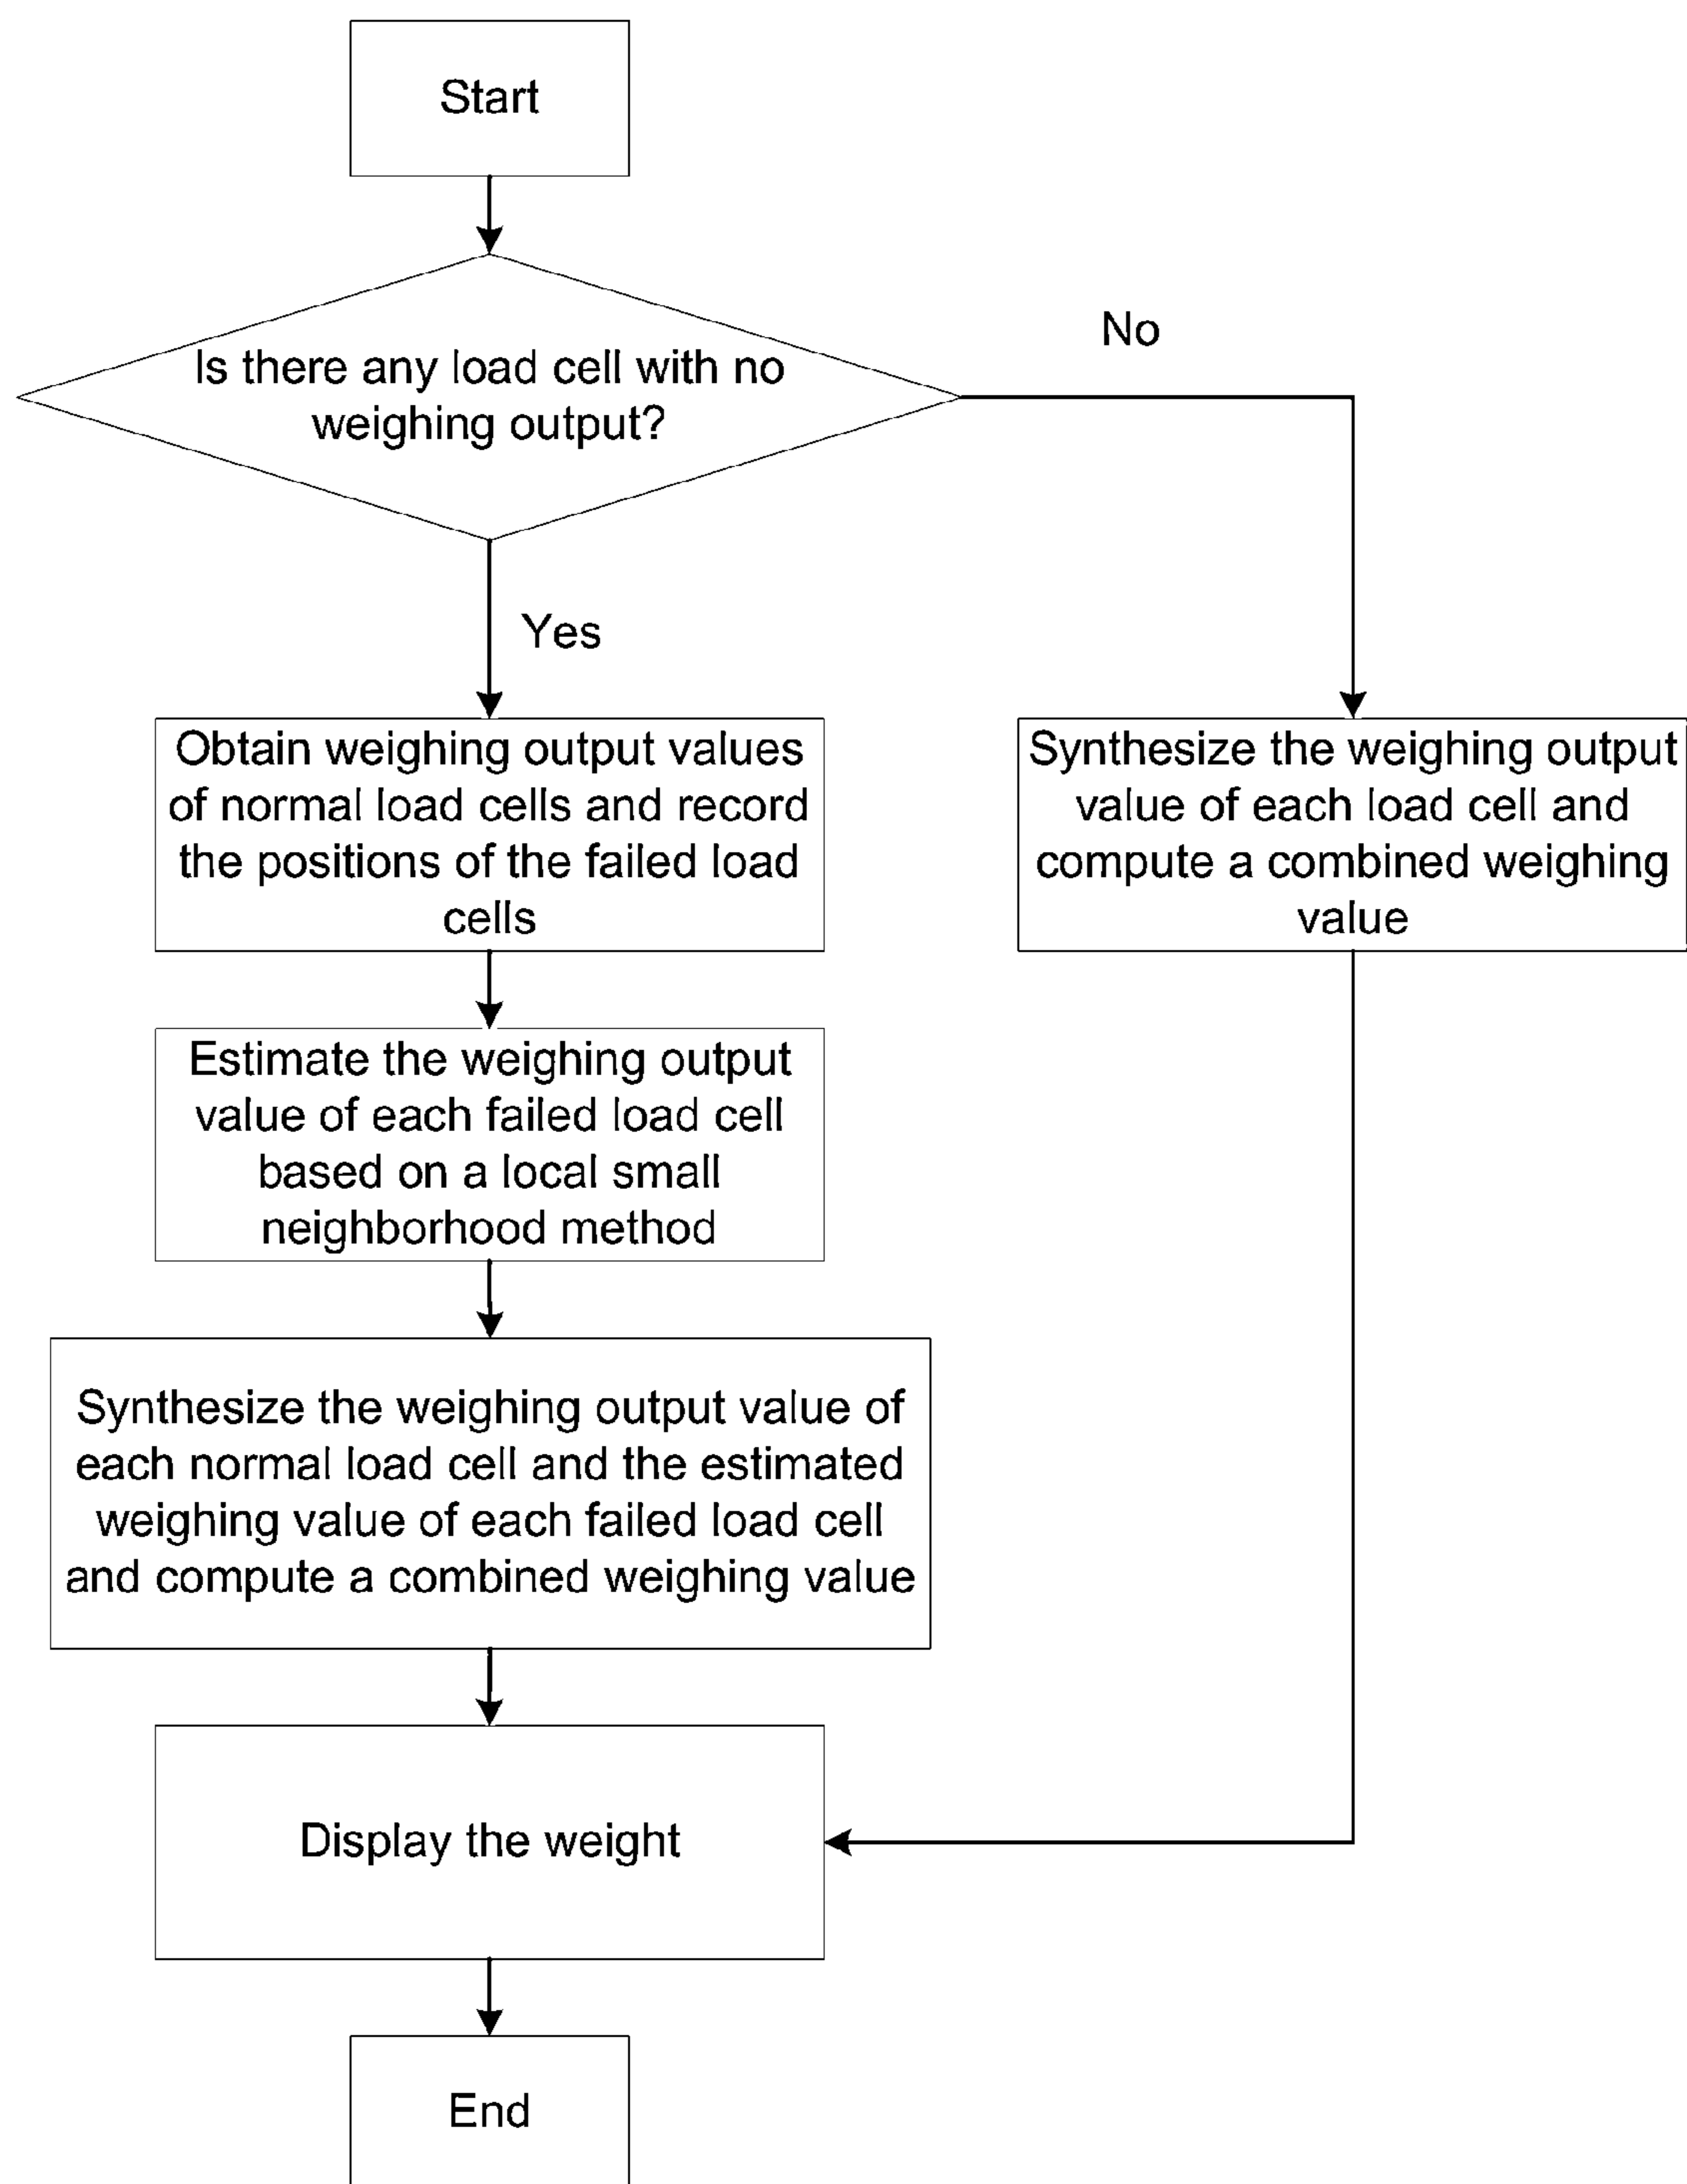 Start
Is there any load cell with no
weighing output?
No
Yes
Obtain weighing output values
of normal load cells and record
the positions of the failed load
cells
Synthesize the weighing output
value of each load cell and
compute a combined weighing
value
Estimate the weighing output
value of each failed load cell
based on a local small
neighborhood method
Synthesize the weighing output value of
each normal load cell and the estimated
weighing value of each failed load cell
and compute a combined weighing value
Display the weight
End